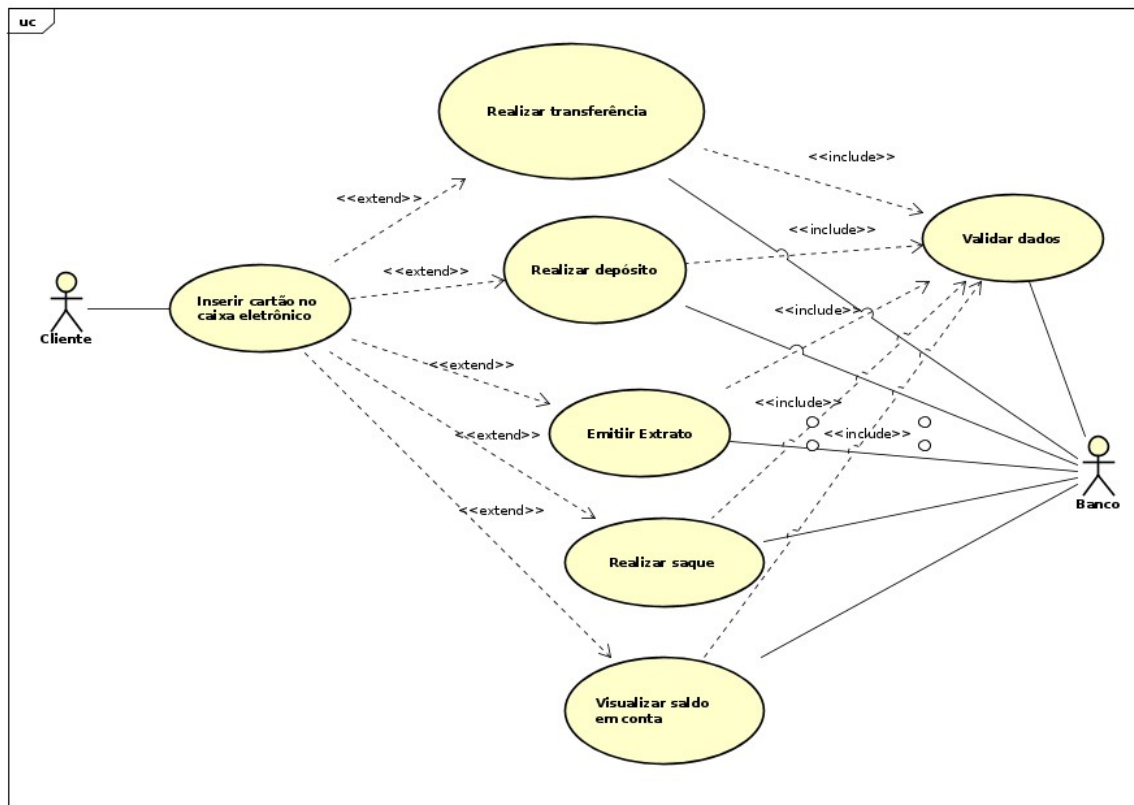 uc
Realizar transferência
<<include>>
<<extend>>
Validar dados
<<include>>
Realizar depósito
<<extend>>
Inserir cartão no
caixa eletrônico
Cliente
<<include>>
<<extend>>
<<include>>
Emitiir Extrato
<<extend>>
<<include>>
Banco
<<extend>>
Realizar saque
Visualizar saldo
em conta